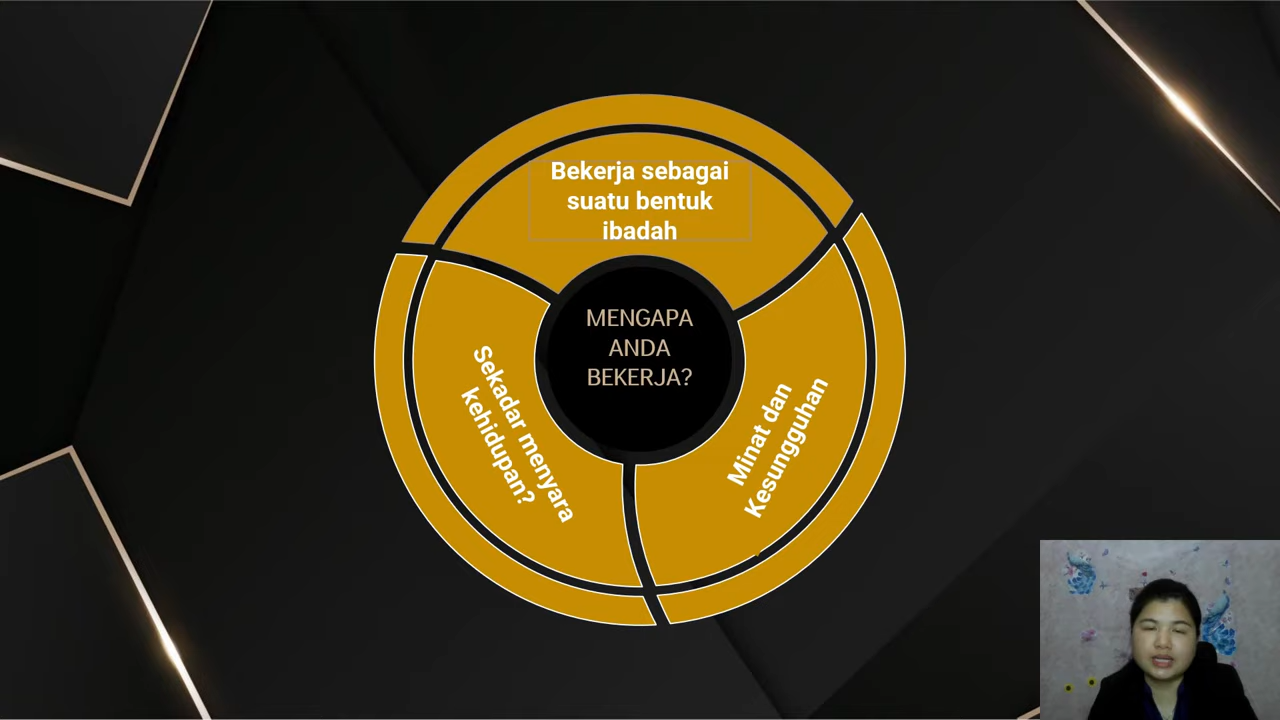 Bekerja sebagai
suatu bentuk
ibadah
MENGAPA
ANDA
BEKERJA?
Sekadar menyara
kehidupan?
Minat dan
Kesungguhan